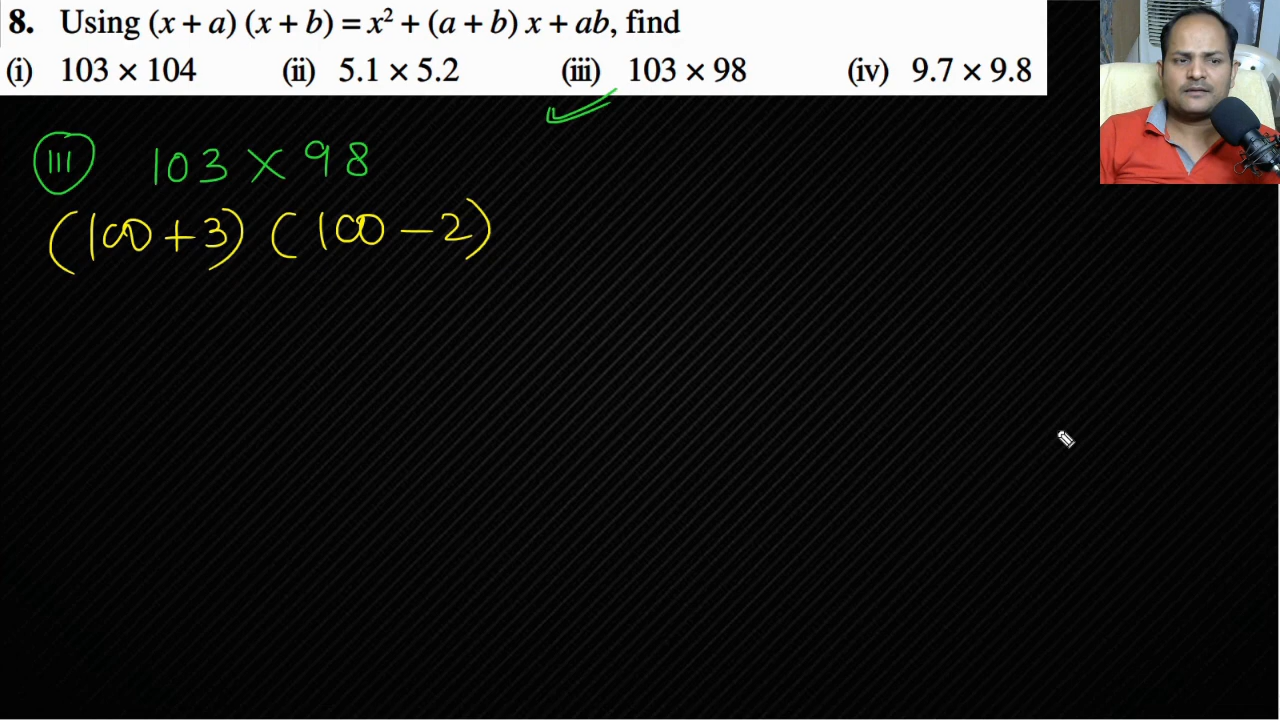 8. Using (x + a) (x + b) = x² + (a + b) x + ab, find
(i) 103 × 104 (ii) 5.1 × 5.2 (iii) 103 × 98 (iv) 9.7 × 9.8
III 103 × 98
(100 + 3) (100 − 2)